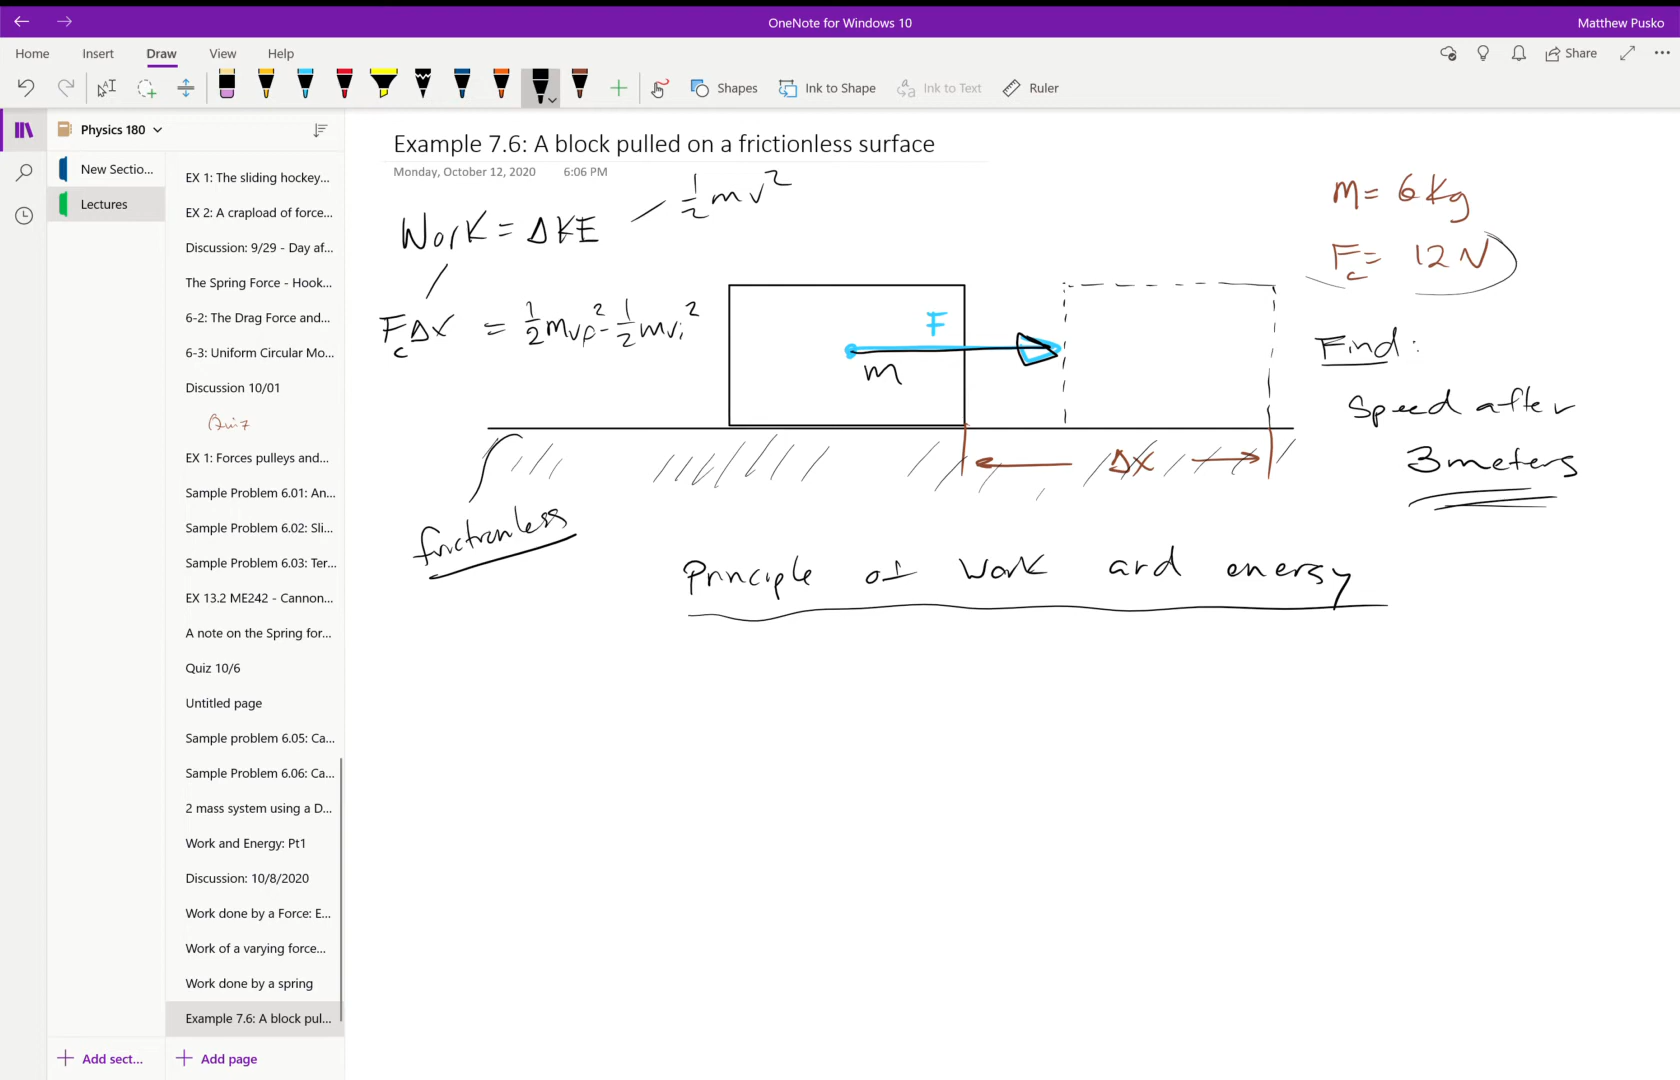 OneNote for Windows 10
Matthew Pusko
Home Insert Draw View Help
Share
Shapes Ink to Shape Ink to Text Ruler
Physics 180
New Sectio...
Lectures
EX 1: The sliding hockey...
EX 2: A crapload of force...
Discussion: 9/29 - Day af...
The Spring Force - Hook...
6-2: The Drag Force and...
6-3: Uniform Circular Mo...
Discussion 10/01
Quiz
EX 1: Forces pulleys and...
Sample Problem 6.01: An...
Sample Problem 6.02: Sli...
Sample Problem 6.03: Ter...
EX 13.2 ME242 - Cannon...
A note on the Spring for...
Quiz 10/6
Untitled page
Sample problem 6.05: Ca...
Sample Problem 6.06: Ca...
2 mass system using a D...
Work and Energy: Pt1
Discussion: 10/8/2020
Work done by a Force: E...
Work of a varying force...
Work done by a spring
Example 7.6: A block pul...
Add sect...
Add page
Example 7.6: A block pulled on a frictionless surface
Monday, October 12, 2020 6:06 PM
½mv²
Work = ΔKE
F_c Δx = ½mv_f² - ½mv_i²
F
m
Δx
frictionless
m = 6 Kg
F_c = 12 N
Find:
Speed after
3 meters
Principle of Work and energy